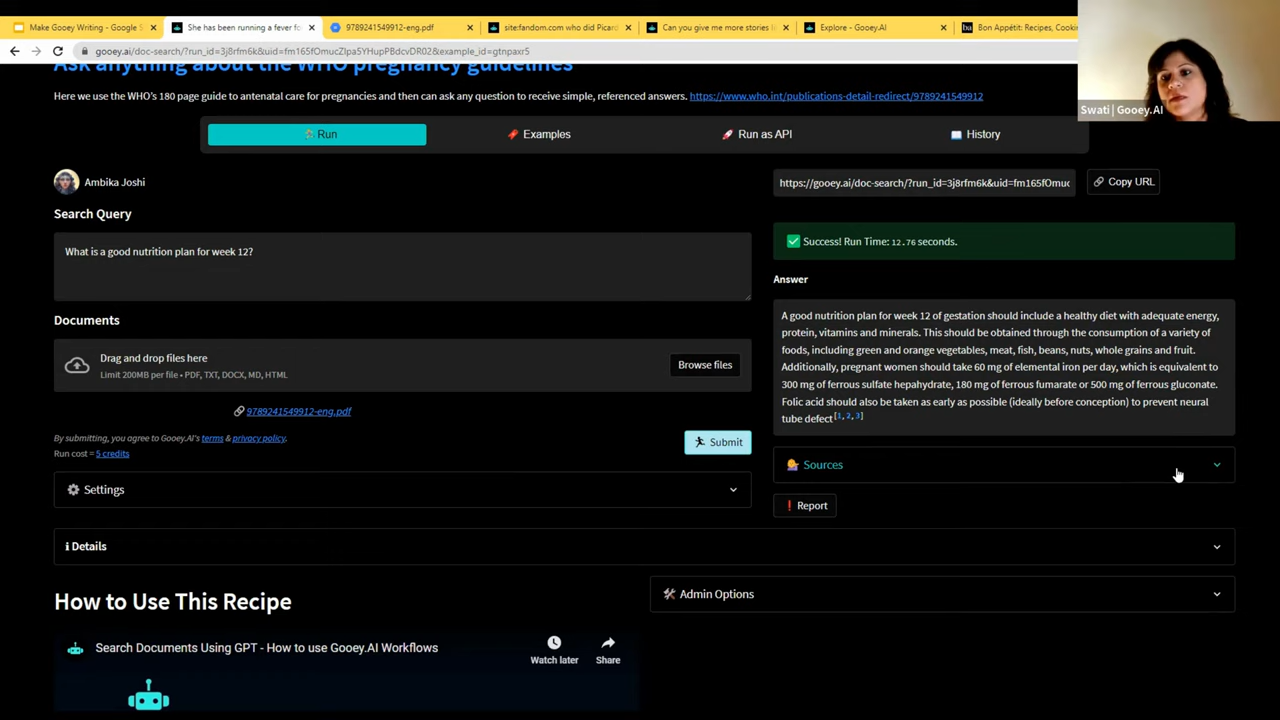 Make Gooey Writing - Google S
She has been running a fever fo
9789241549912-eng.pdf
site:fandom.com who did Picard
Can you give me more stories li
Explore - Gooey.AI
ba
Bon Appétit: Recipes, Cookin
gooey.ai/doc-search/?run_id=3j8rfm6k&uid=fm165fOmucZlpa5YHupPBdcvDR02&example_id=gtnpaxr5
Ask anything about the WHO pregnancy guidelines
Here we use the WHO's 180 page guide to antenatal care for pregnancies and then can ask any question to receive simple, referenced answers. https://www.who.int/publications-detail-redirect/9789241549912
Swati | Gooey.AI
Run
Examples
Run as API
History
Ambika Joshi
https://gooey.ai/doc-search/?run_id=3j8rfm6k&uid=fm165fOmuc
Copy URL
Search Query
What is a good nutrition plan for week 12?
Success! Run Time: 12.76 seconds.
Answer
A good nutrition plan for week 12 of gestation should include a healthy diet with adequate energy,
protein, vitamins and minerals. This should be obtained through the consumption of a variety of
foods, including green and orange vegetables, meat, fish, beans, nuts, whole grains and fruit.
Additionally, pregnant women should take 60 mg of elemental iron per day, which is equivalent to
300 mg of ferrous sulfate hepahydrate, 180 mg of ferrous fumarate or 500 mg of ferrous gluconate.
Folic acid should also be taken as early as possible (ideally before conception) to prevent neural
tube defect[1,2,3]
Documents
Drag and drop files here
Limit 200MB per file • PDF, TXT, DOCX, MD, HTML
Browse files
9789241549912-eng.pdf
By submitting, you agree to Gooey.AI's terms & privacy policy.
Run cost = 5 credits
Submit
Sources
Settings
Report
Details
How to Use This Recipe
Admin Options
Search Documents Using GPT - How to use Gooey.AI Workflows
Watch later
Share